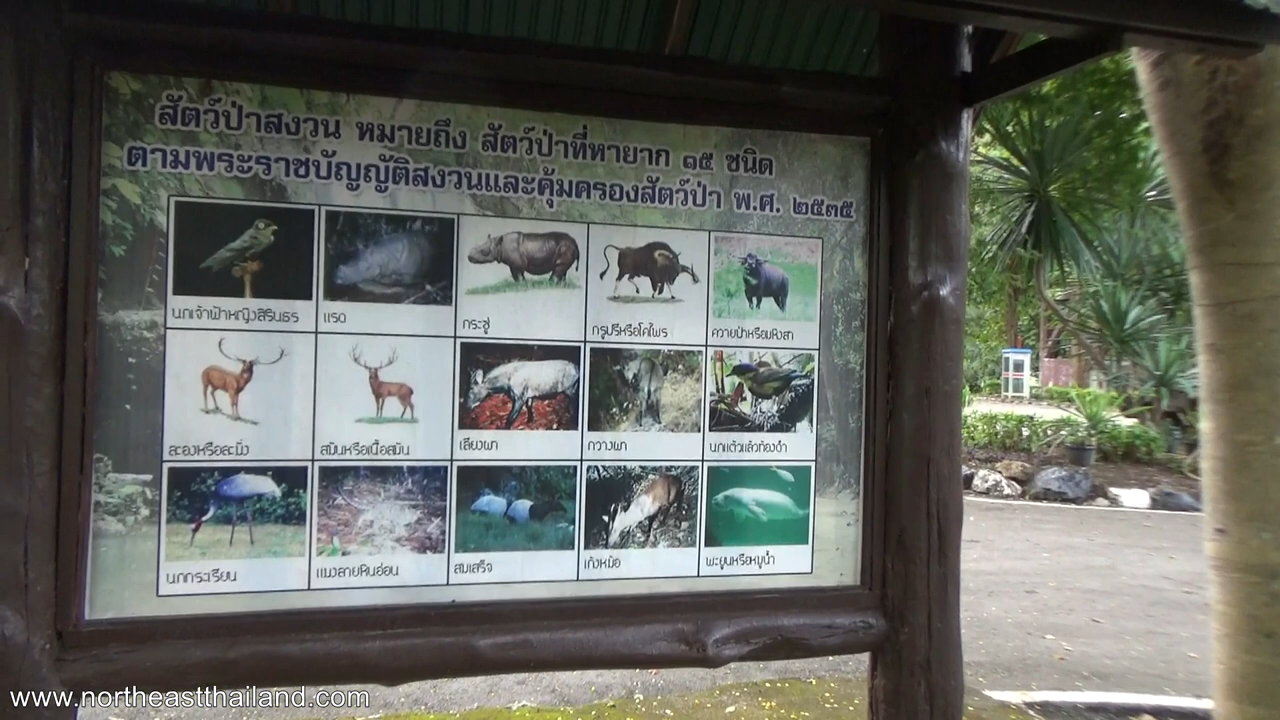 สัตว์ป่าสงวน หมายถึง สัตว์ป่าที่หายาก ๑๕ ชนิด
ตามพระราชบัญญัติสงวนและคุ้มครองสัตว์ป่า พ.ศ. ๒๕๓๕
นกเจ้าฟ้าหญิงสิรินธร แรด กระซู่ กรูปรีหรือโคไพร ควายป่าหรือมหิงสา
ละองหรือละมั่ง สมันหรือเนื้อสมัน เลียงผา กวางผา นกแต้วแล้วท้องดำ
นกกระเรียน แมวลายหินอ่อน สมเสร็จ เก้งหม้อ พะยูนหรือหมูน้ำ
www.northeastthailand.com